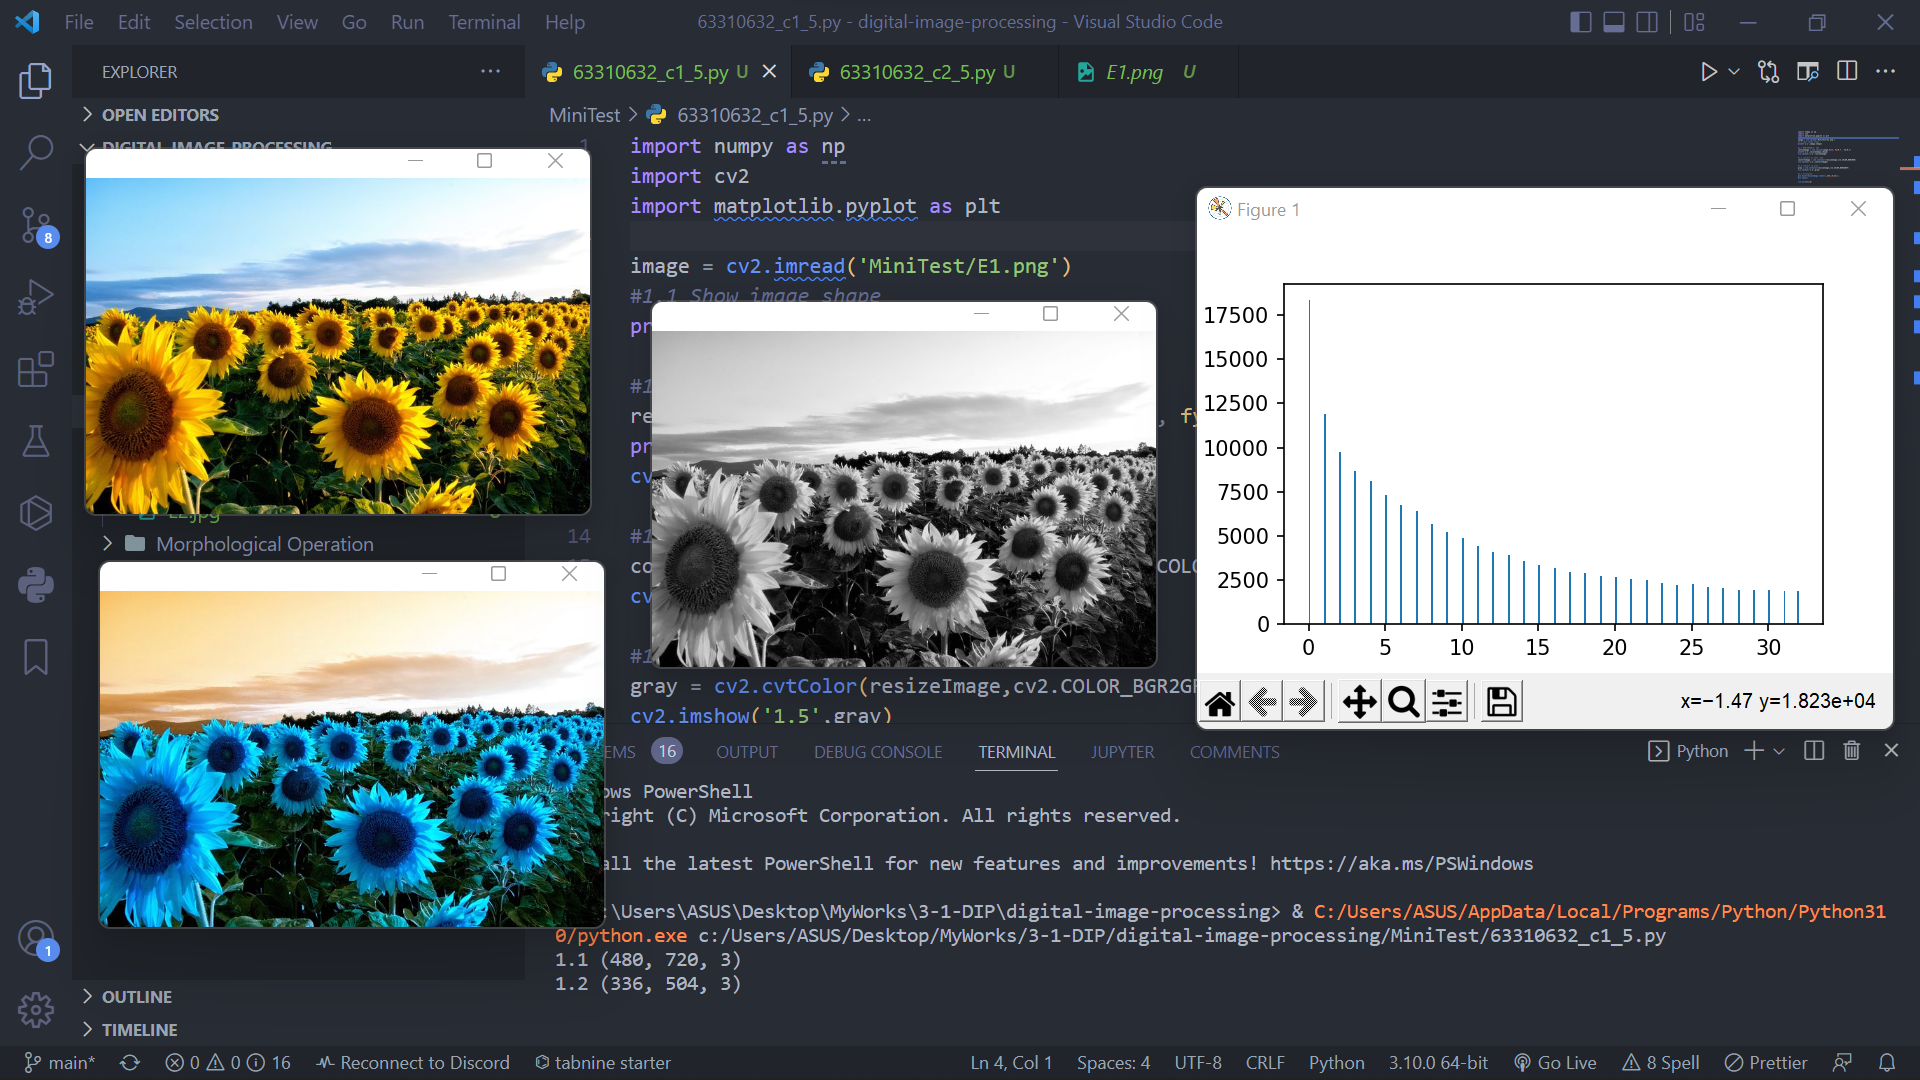 File Edit Selection View Go Run Terminal Help
63310632_c1_5.py - digital-image-processing - Visual Studio Code
EXPLORER
63310632_c1_5.py U
63310632_c2_5.py U
E1.png U
OPEN EDITORS
DIGITAL-IMAGE-PROCESSING
MiniTest > 63310632_c1_5.py > ...
1
import numpy as np
import cv2
import matplotlib.pyplot as plt
image = cv2.imread('MiniTest/E1.png')
#1.1 Show image shape
pr
#1
re , fy
pr
cv
14 #1
co COLO
cv
#1
gray = cv2.cvtColor(resizeImage,cv2.COLOR_BGR2GR
cv2.imshow('1.5',gray)
E2.jpg
Morphological Operation
Figure 1
17500
15000
12500
10000
7500
5000
2500
0
0 5 10 15 20 25 30
x=−1.47 y=1.823e+04
8
1
EMS 16 OUTPUT DEBUG CONSOLE TERMINAL JUPYTER COMMENTS
Python
ows PowerShell
right (C) Microsoft Corporation. All rights reserved.
all the latest PowerShell for new features and improvements! https://aka.ms/PSWindows
:\Users\ASUS\Desktop\MyWorks\3-1-DIP\digital-image-processing> & C:/Users/ASUS/AppData/Local/Programs/Python/Python31
0/python.exe c:/Users/ASUS/Desktop/MyWorks/3-1-DIP/digital-image-processing/MiniTest/63310632_c1_5.py
1.1 (480, 720, 3)
1.2 (336, 504, 3)
OUTLINE
TIMELINE
main* 0 0 16 Reconnect to Discord tabnine starter
Ln 4, Col 1 Spaces: 4 UTF-8 CRLF Python 3.10.0 64-bit Go Live 8 Spell Prettier